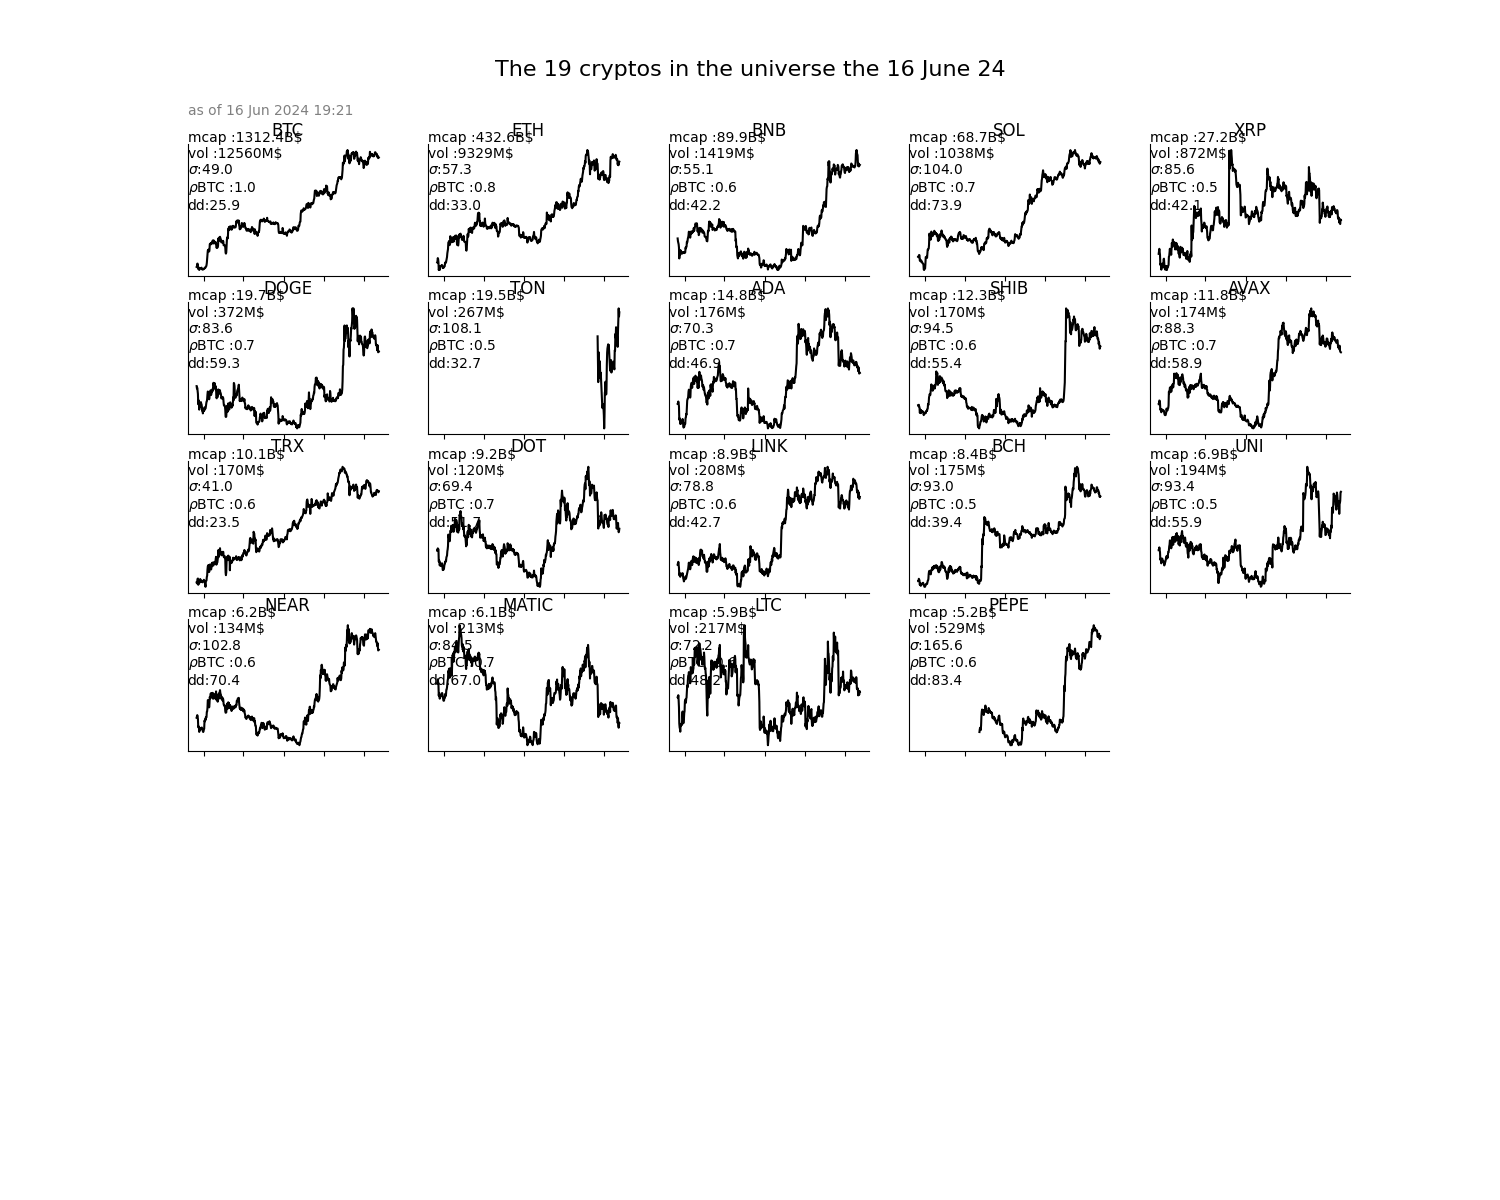 The 19 cryptos in the universe the 16 June 24
as of 16 Jun 2024 19:21
BTC
mcap :1312.4B$
vol :12560M$
σ:49.0
ρBTC :1.0
dd:25.9
ETH
mcap :432.6B$
vol :9329M$
σ:57.3
ρBTC :0.8
dd:33.0
BNB
mcap :89.9B$
vol :1419M$
σ:55.1
ρBTC :0.6
dd:42.2
SOL
mcap :68.7B$
vol :1038M$
σ:104.0
ρBTC :0.7
dd:73.9
XRP
mcap :27.2B$
vol :872M$
σ:85.6
ρBTC :0.5
dd:42.1
DOGE
mcap :19.7B$
vol :372M$
σ:83.6
ρBTC :0.7
dd:59.3
TON
mcap :19.5B$
vol :267M$
σ:108.1
ρBTC :0.5
dd:32.7
ADA
mcap :14.8B$
vol :176M$
σ:70.3
ρBTC :0.7
dd:46.9
SHIB
mcap :12.3B$
vol :170M$
σ:94.5
ρBTC :0.6
dd:55.4
AVAX
mcap :11.8B$
vol :174M$
σ:88.3
ρBTC :0.7
dd:58.9
TRX
mcap :10.1B$
vol :170M$
σ:41.0
ρBTC :0.6
dd:23.5
DOT
mcap :9.2B$
vol :120M$
σ:69.4
ρBTC :0.7
LINK
mcap :8.9B$
vol :208M$
σ:78.8
ρBTC :0.6
dd:42.7
BCH
mcap :8.4B$
vol :175M$
σ:93.0
ρBTC :0.5
dd:39.4
UNI
mcap :6.9B$
vol :194M$
σ:93.4
ρBTC :0.5
dd:55.9
NEAR
mcap :6.2B$
vol :134M$
σ:102.8
ρBTC :0.6
dd:70.4
MATIC
mcap :6.1B$
vol :213M$
σ:84.5
ρBTC :0.7
dd:67.0
LTC
mcap :5.9B$
vol :217M$
σ:72.2
ρBTC
dd:48.2
PEPE
mcap :5.2B$
vol :529M$
σ:165.6
ρBTC :0.6
dd:83.4